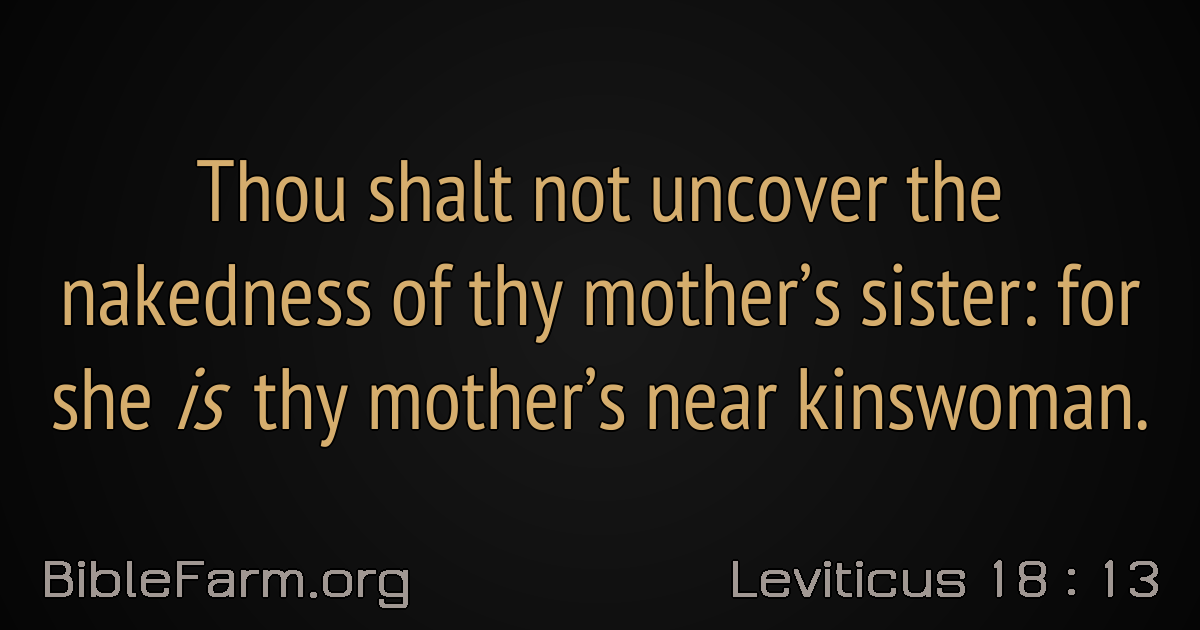 Thou shalt not uncover the
nakedness of thy mother’s sister: for
she is thy mother’s near kinswoman.
BibleFarm.org
Leviticus 18 : 13